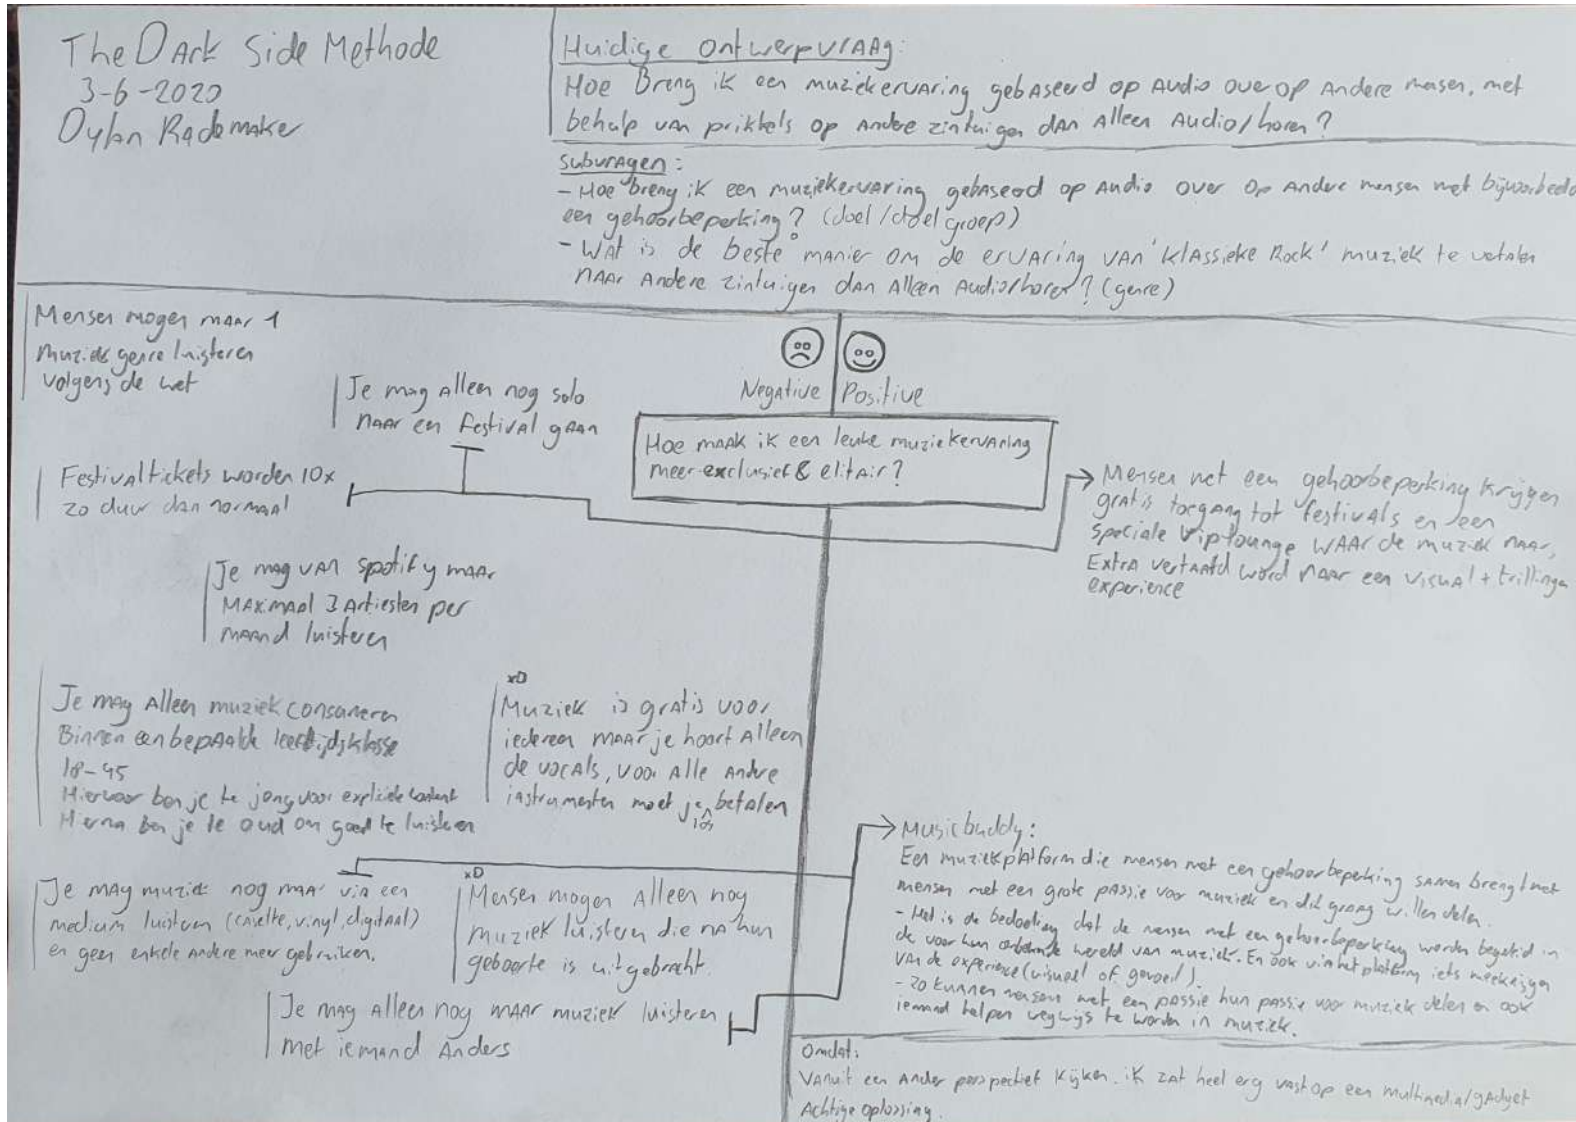 The DArk Side Methode
3-6-2020
Dylan Rademaker
Huidige ontwerpvrAAg:
Hoe Breng ik een muziekervaring gebaseerd op Audio over op Andere mensen, met
behulp van prikkels op Andere zintuigen dan Alleen Audio/horen?
subvragen:
- Hoe breng ik een muziekervaring gebaseerd op Audio over op Andere mensen met bijvoorbeeld
een gehoorbeperking? (doel/doelgroep)
- WAt is de beste manier om de ervaring van 'klassieke Rock' muziek te vertalen
nAAr Andere zintuigen dan Alleen Audio/horen? (genre)
Mensen mogen mAAr 1
muziek genre luisteren
volgens de wet
Je mag Alleen nog solo
nAAr een festival gAAn
Negative Positive
Hoe mAAk ik een leuke muziekervaring
meer exclusief & elitAir?
Festivaltickets worden 10x
zo duur dan normaal
Mensen met een gehoorbeperking krijgen
gratis toegang tot festivals en een
speciale viplounge WAAr de muziek naar,
Extra vertaald word naar een visual + trillingen
experience
Je mag van spotify maar
MAximaal 3 Artiesten per
maand luisteren
Je mag Alleen muziek consumeren
Binnen een bepAAlde leeftijdsklasse
18-45
Hiervoor ben je te jong voor expliciete content
Hierna ben je te oud om goed te luisteren
xD
Muziek is gratis voor
iedereen mAAr je hoort Alleen
de vocAls, voor Alle Andere
instrumenten moet je los betalen
Je mag muziek nog maar via een
medium luisteren (casette, vinyl, digitaal)
en geen enkele Andere meer gebruiken.
xD
Mensen mogen Alleen nog
muziek luisteren die na hun
geboorte is uitgebracht.
Je mag Alleen nog maar muziek luisteren
met iemand Anders
Musicbuddy:
Een muziekplatform die mensen met een gehoorbeperking samen brengt met
mensen met een grote passie voor muziek en dit graag willen delen.
- Het is de bedoeling dat de mensen met een gehoorbeperking worden begeleid in
de voor hun onbekende wereld van muziek. En ook via het platform iets meekrijgen
van de experience (visueel of gevoel).
- Zo kunnen mensen met een passie hun passie voor muziek delen en ook
iemand helpen wegwijs te worden in muziek.
Omdat:
Vanuit een Ander perspectief kijken. ik zat heel erg vast op een multimedia/gAdget
Achtige oplossing.